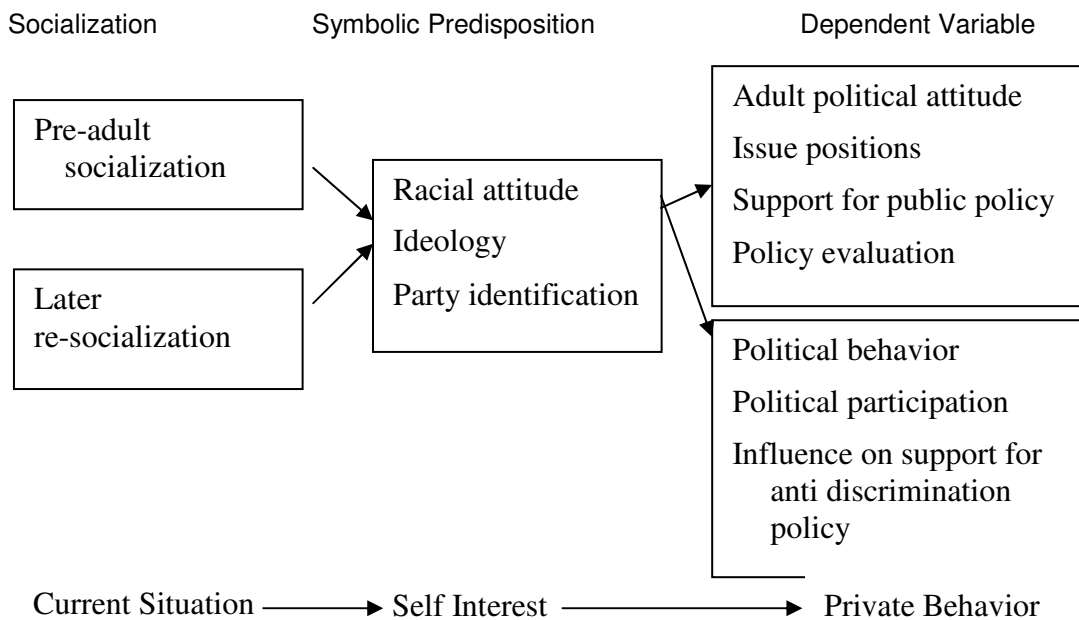 Socialization
Symbolic Predisposition
Dependent Variable
Pre-adult
socialization
Later
re-socialization
Racial attitude
Ideology
Party identification
Adult political attitude
Issue positions
Support for public policy
Policy evaluation
Political behavior
Political participation
Influence on support for
anti discrimination
policy
Current Situation
Self Interest
Private Behavior